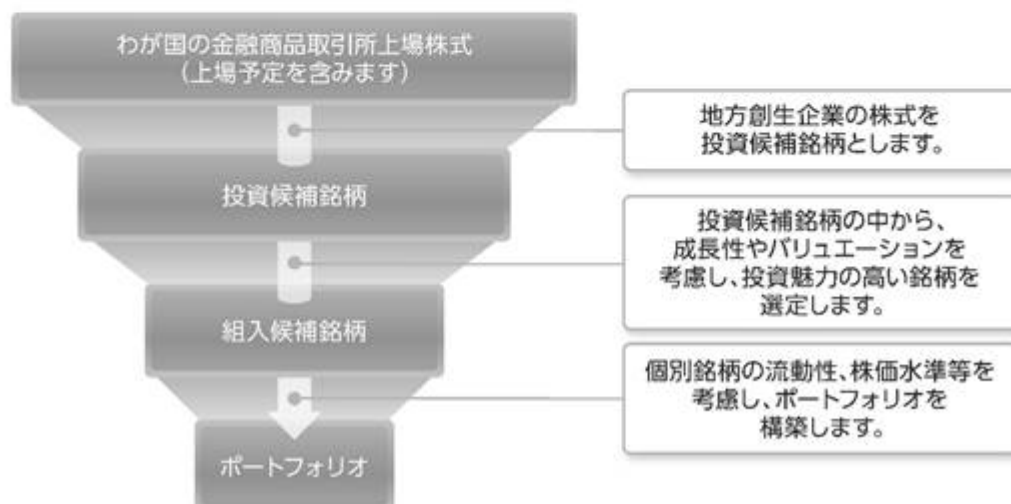 わが国の金融商品取引所上場株式
（上場予定を含みます）
地方創生企業の株式を
投資候補銘柄とします。
投資候補銘柄
投資候補銘柄の中から、
成長性やバリュエーションを
考慮し、投資魅力の高い銘柄を
選定します。
組入候補銘柄
個別銘柄の流動性、株価水準等を
考慮し、ポートフォリオを
構築します。
ポートフォリオ